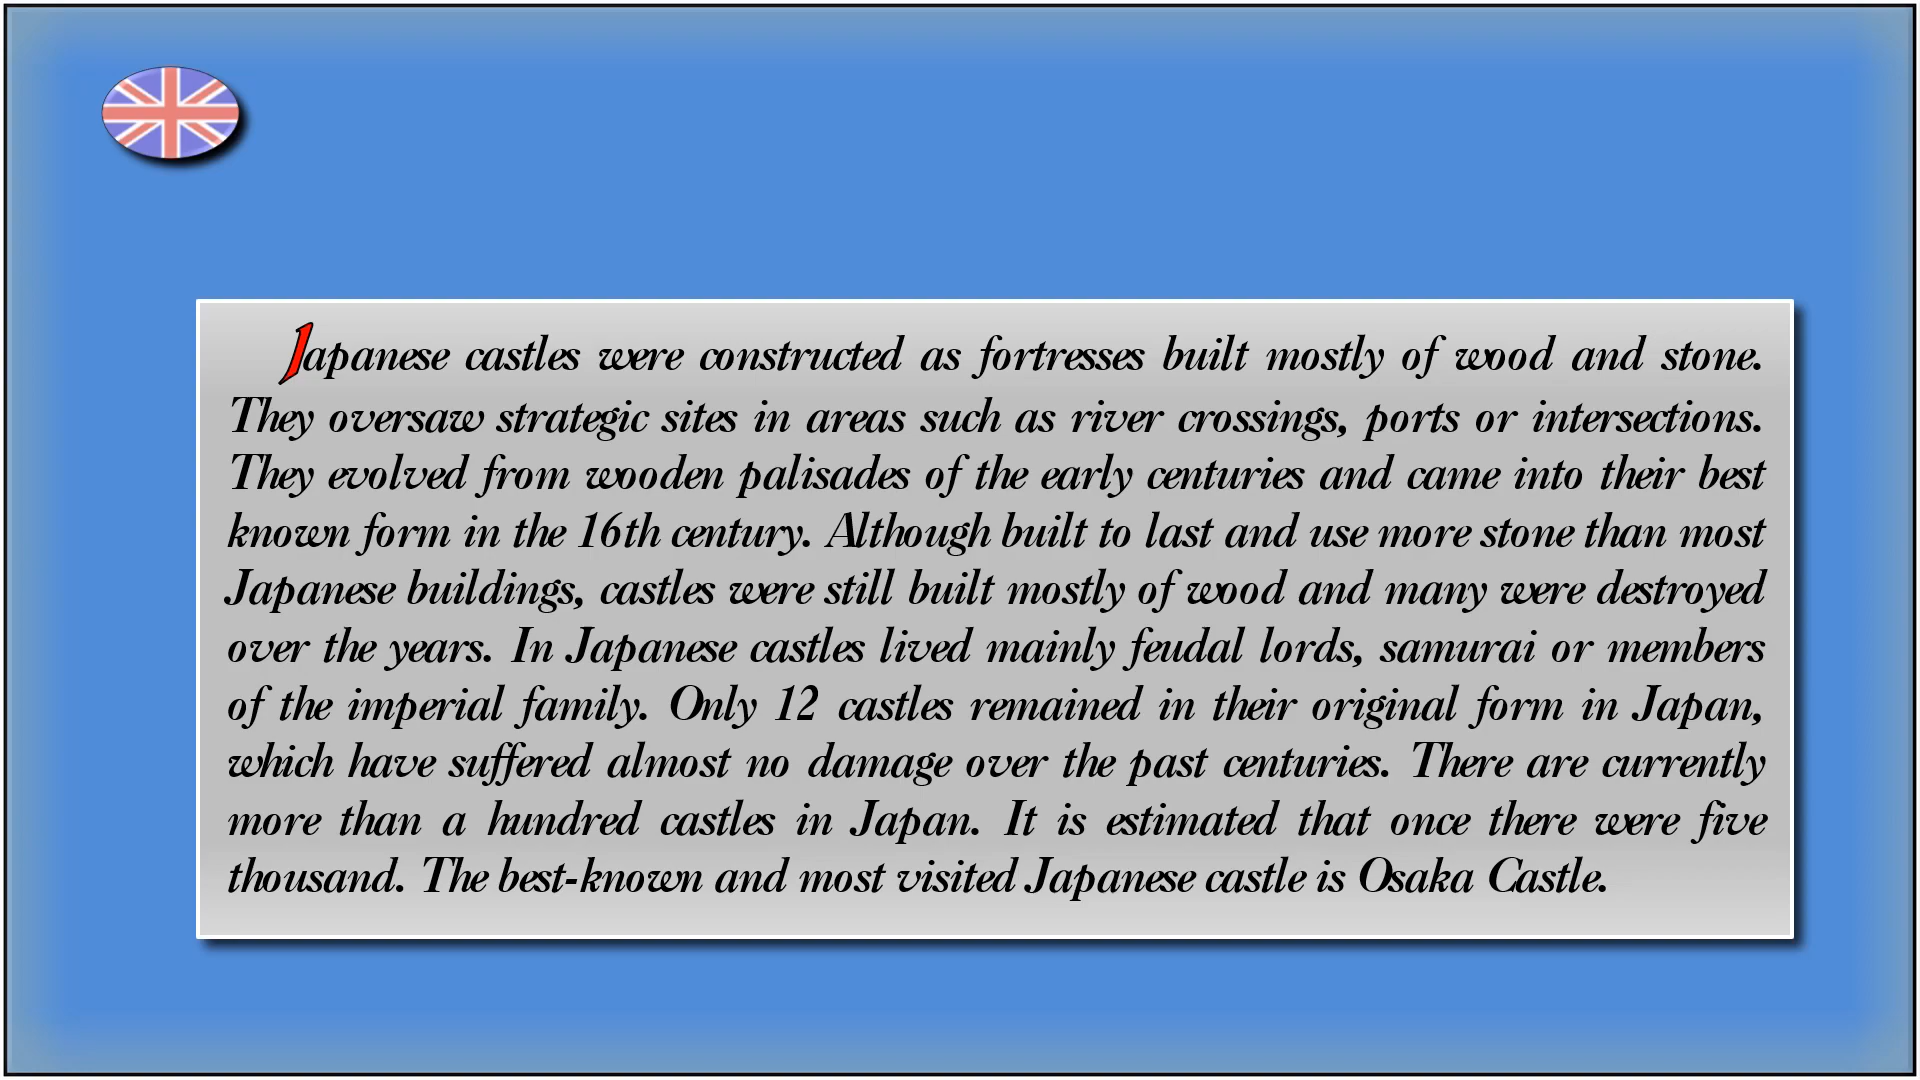 Japanese castles were constructed as fortresses built mostly of wood and stone.
They oversaw strategic sites in areas such as river crossings, ports or intersections.
They evolved from wooden palisades of the early centuries and came into their best
known form in the 16th century. Although built to last and use more stone than most
Japanese buildings, castles were still built mostly of wood and many were destroyed
over the years. In Japanese castles lived mainly feudal lords, samurai or members
of the imperial family. Only 12 castles remained in their original form in Japan,
which have suffered almost no damage over the past centuries. There are currently
more than a hundred castles in Japan. It is estimated that once there were five
thousand. The best-known and most visited Japanese castle is Osaka Castle.